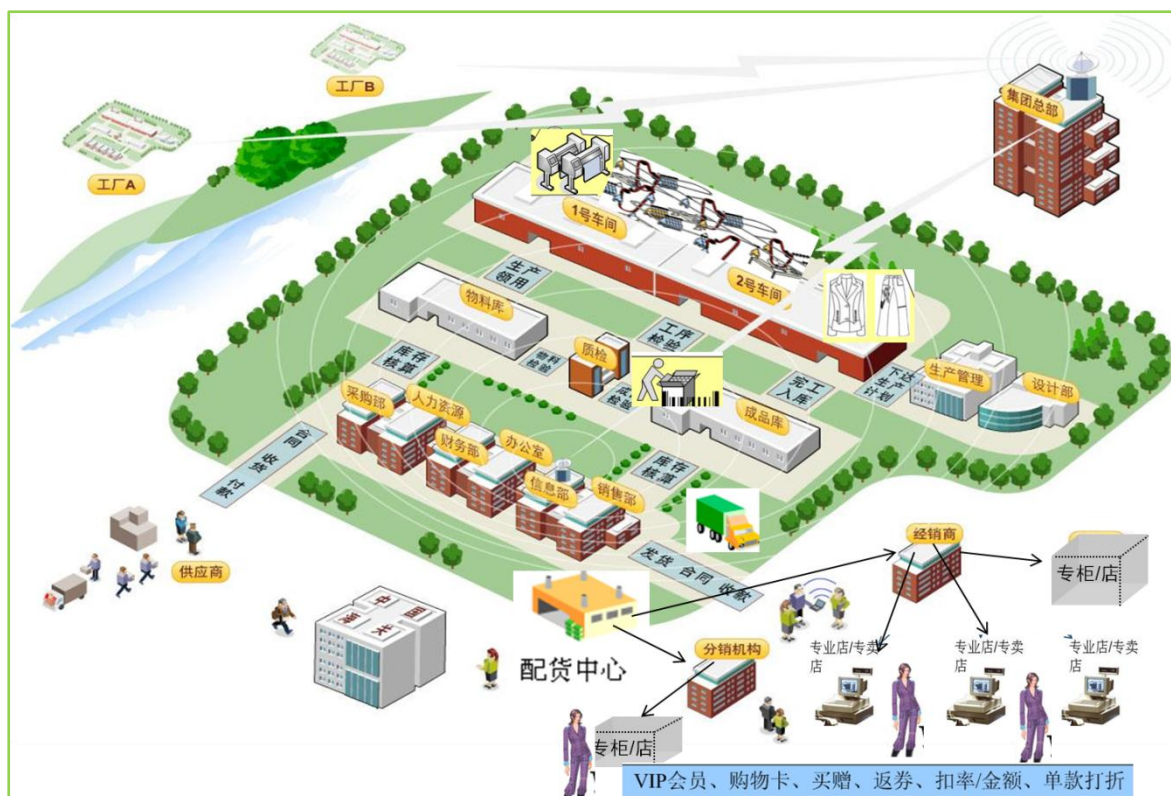 工厂B
集团总部
工厂A
1号车间
2号车间
生产
领用
物料库
工序
检验
质检
物料
检验
库存
核算
完工
入库
下达
生产
计划
生产管理
设计部
成品库
采购部
人力资源
财务部
办公室
信息部
销售部
库存
核算
合同
收货
付款
供应商
发货 合同 收款
经销商
专柜/店
中国
海关
配货中心
分销机构
专业店/专卖
店
专业店/专卖
店
专业店/专卖
店
专柜/店
VIP会员、购物卡、买赠、返券、扣率/金额、单款打折